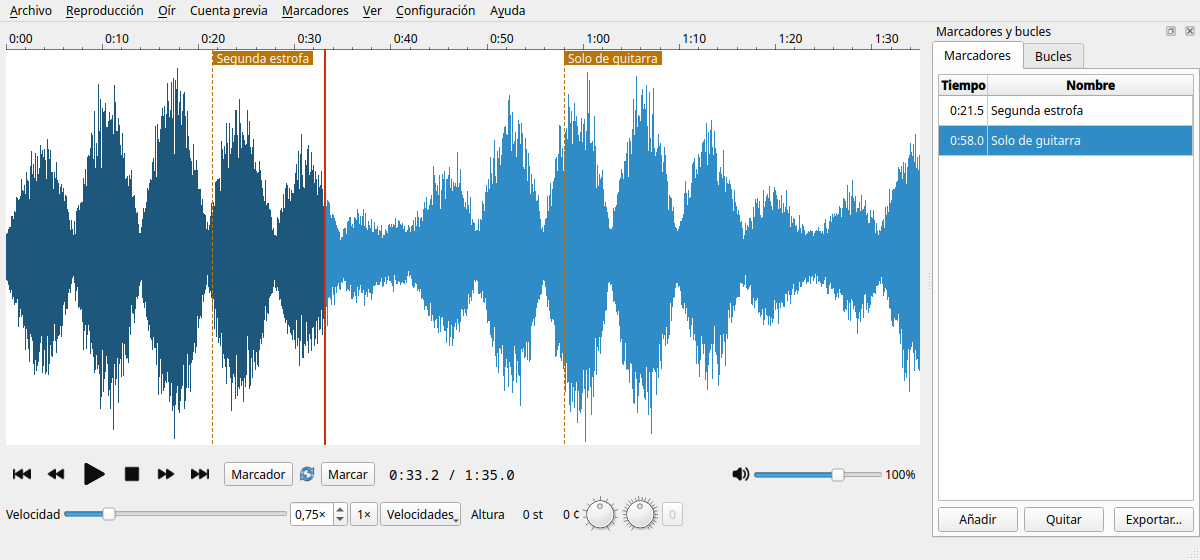 Archivo Reproducción Oír Cuenta previa Marcadores Ver Configuración Ayuda
0:00 0:10 0:20 0:30 0:40 0:50 1:00 1:10 1:20 1:30
Segunda estrofa Solo de guitarra
Marcadores y bucles
Marcadores Bucles
Tiempo Nombre
0:21.5 Segunda estrofa
0:58.0 Solo de guitarra
Marcador Marcar 0:33.2 / 1:35.0 100%
Velocidad 0,75× 1× Velocidades Altura 0 st 0 ¢ 0
Añadir Quitar Exportar...